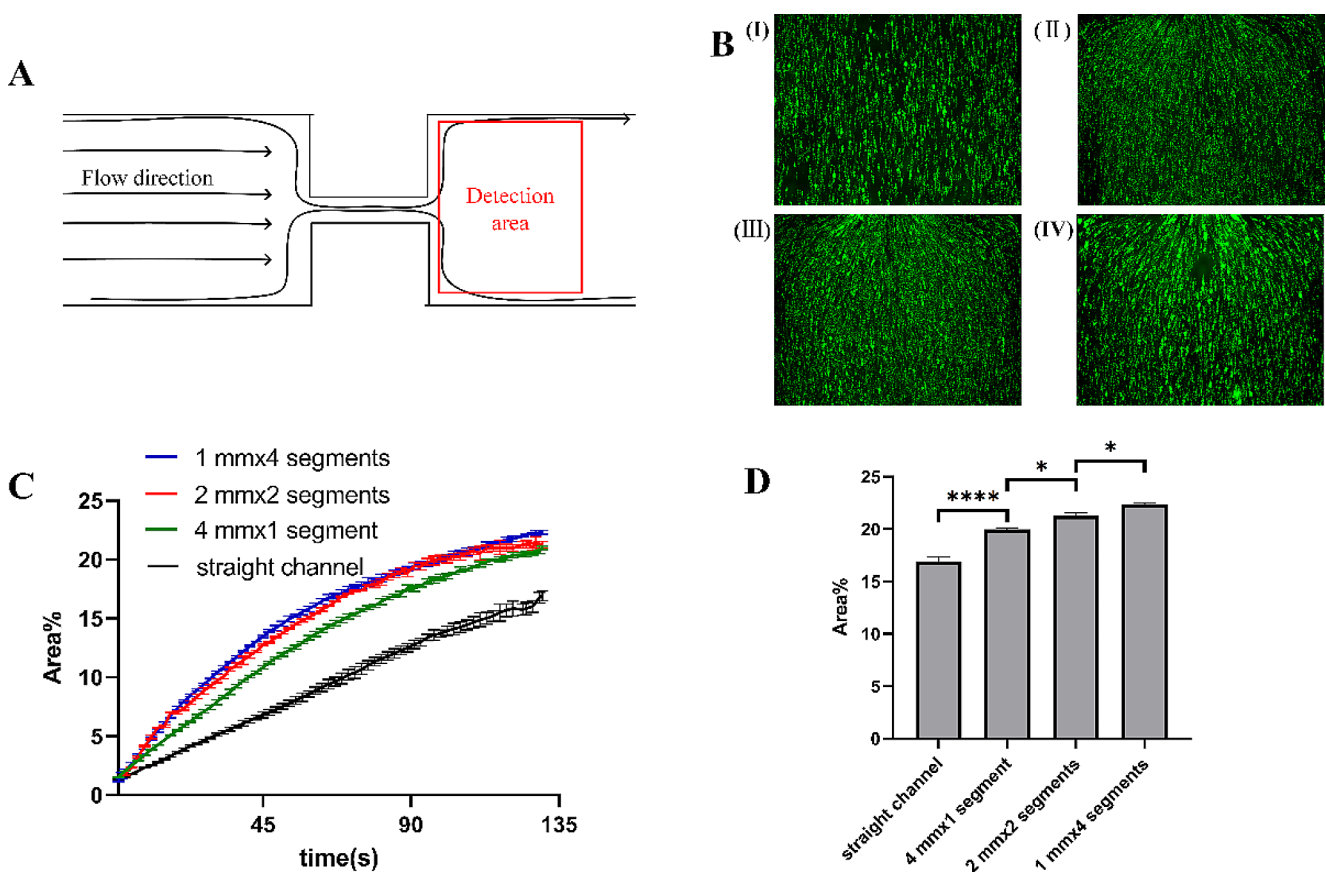 A
Flow direction
Detection
area
B
(I)
(Ⅱ)
(Ⅲ)
(IV)
C
1 mmx4 segments
2 mmx2 segments
4 mmx1 segment
straight channel
25
20
15
10
5
0
Area%
45
90
135
time(s)
D
****
*
*
25
20
15
10
5
0
Area%
straight channel
4 mmx1 segment
2 mmx2 segments
1 mmx4 segments